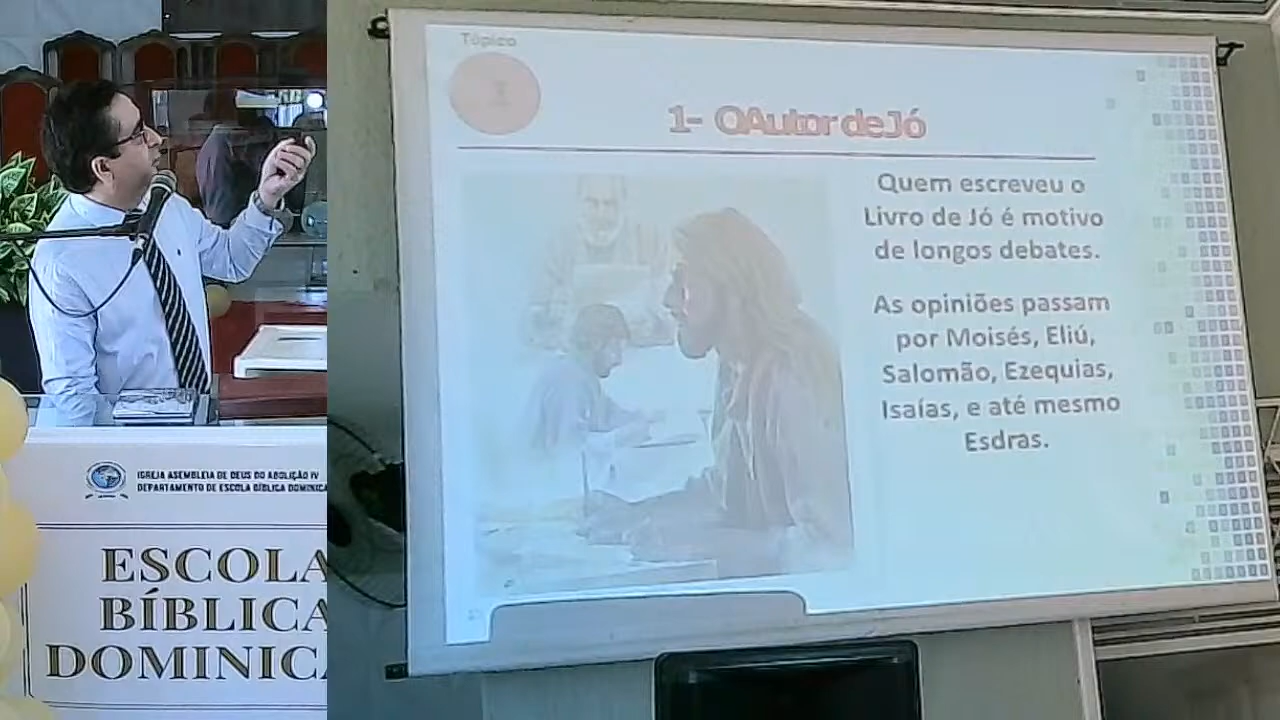 Tópico
1- O Autor de Jó
Quem escreveu o
Livro de Jó é motivo
de longos debates.
As opiniões passam
por Moisés, Eliú,
Salomão, Ezequias,
Isaías, e até mesmo
Esdras.
IGREJA ASEMBLEIA DE DEUS DO ABOLIÇÃO IV
DEPARTAMENTO DE ESCOLA BÍBLICA DOMINICA
ESCOLA
BÍBLICA
DOMINICA